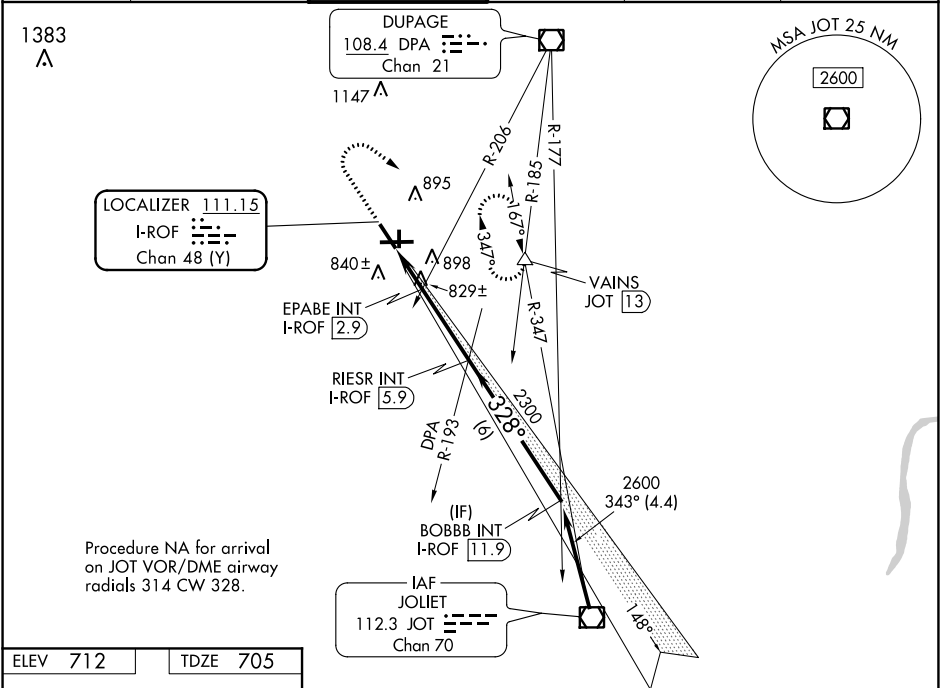 1383
DUPAGE
108.4 DPA
Chan 21
1147
MSA JOT 25 NM
2600
R-206
R-177
R-185
895
LOCALIZER 111.15
I-ROF
Chan 48 (Y)
167°
347°
840±
898
829±
VAINS
JOT 13
EPABE INT
I-ROF 2.9
R-347
RIESR INT
I-ROF 5.9
2300
328°
(6)
DPA
R-193
2600
343° (4.4)
(IF)
BOBBB INT
I-ROF 11.9
Procedure NA for arrival
on JOT VOR/DME airway
radials 314 CW 328.
IAF
JOLIET
112.3 JOT
Chan 70
148°
ELEV 712
TDZE 705